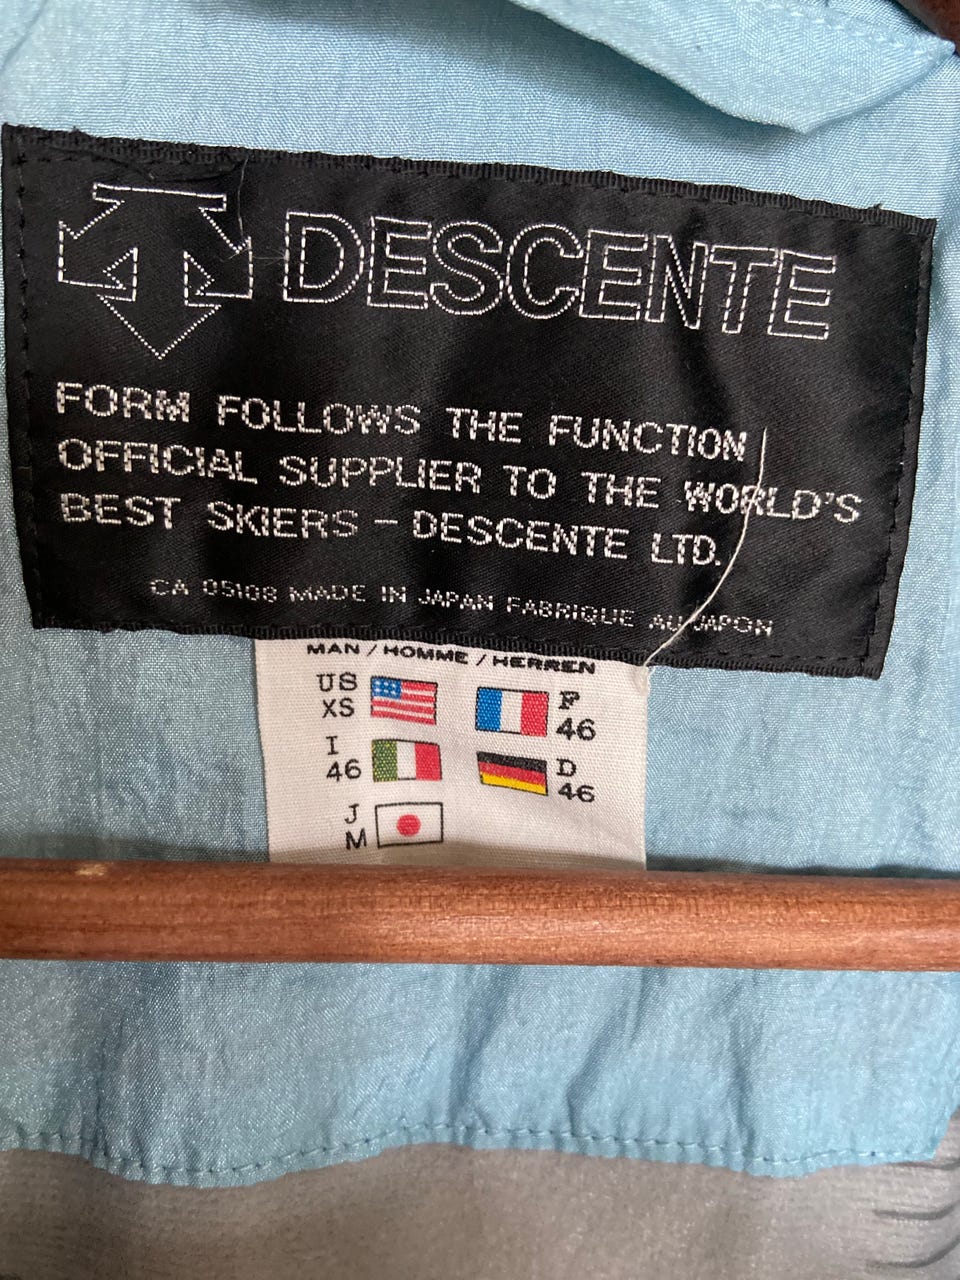 DESCENTE
FORM FOLLOWS THE FUNCTION
OFFICIAL SUPPLIER TO THE WORLD'S
BEST SKIERS – DESCENTE LTD.
CA 05108 MADE IN JAPAN FABRIQUE AU JAPON
MAN / HOMME / HERREN
US
XS
F
46
I
46
D
46
J
M